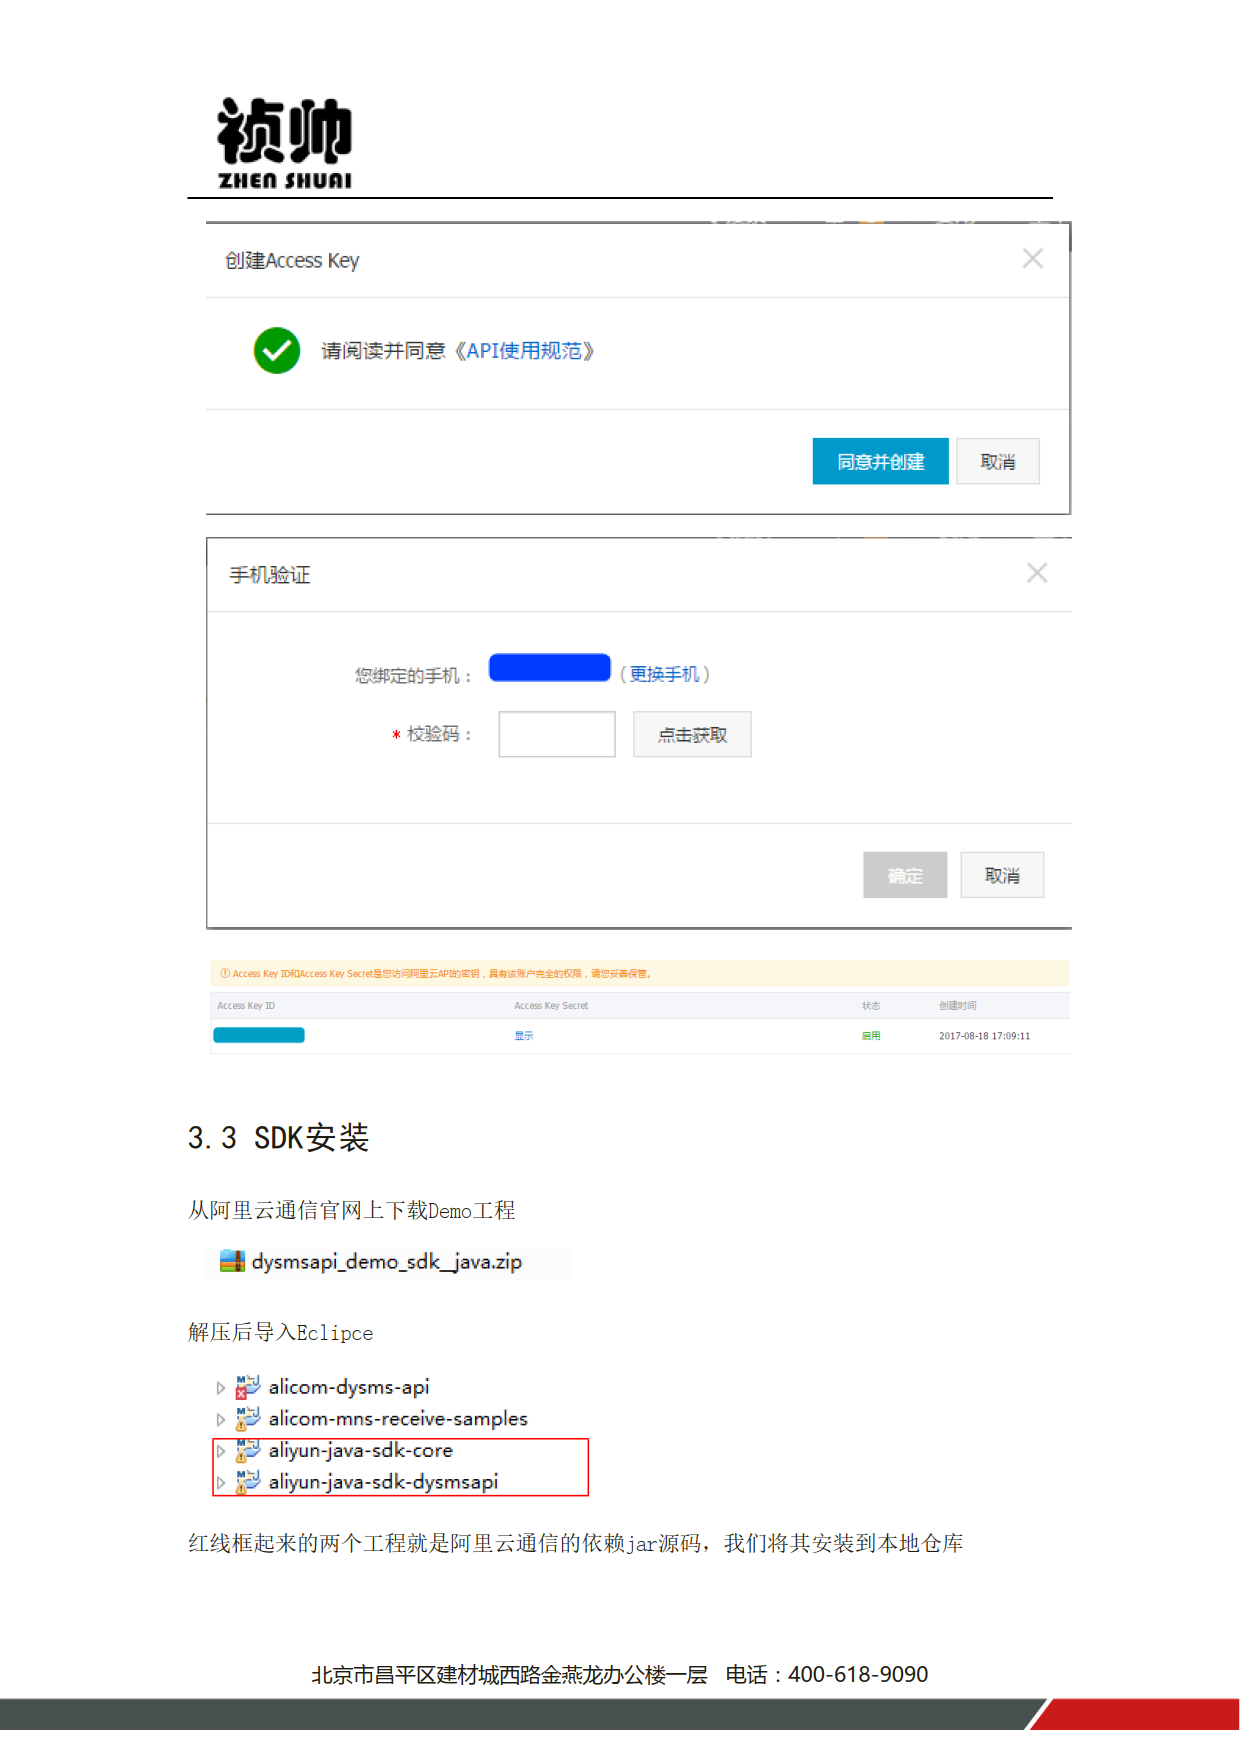 祯帅
ZHEN SHUAI
创建Access Key
请阅读并同意《API使用规范》
同意并创建 取消
手机验证
您绑定的手机： （更换手机）
* 校验码： 点击获取
确定 取消
Access Key ID和Access Key Secret是您访问阿里云API的密钥，具有该账户完全的权限，请您妥善保管。
Access Key ID Access Key Secret 状态 创建时间
显示 启用 2017-08-18 17:09:11
3.3 SDK安装
从阿里云通信官网上下载Demo工程
dysmsapi_demo_sdk_java.zip
解压后导入Eclipce
alicom-dysms-api
alicom-mns-receive-samples
aliyun-java-sdk-core
aliyun-java-sdk-dysmsapi
红线框起来的两个工程就是阿里云通信的依赖jar源码，我们将其安装到本地仓库
北京市昌平区建材城西路金燕龙办公楼一层 电话：400-618-9090